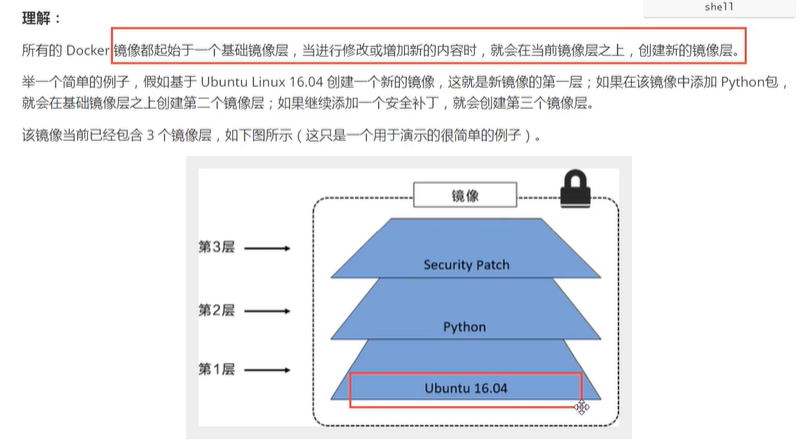 shell
理解：
所有的 Docker 镜像都起始于一个基础镜像层，当进行修改或增加新的内容时，就会在当前镜像层之上，创建新的镜像层。
举一个简单的例子，假如基于 Ubuntu Linux 16.04 创建一个新的镜像，这就是新镜像的第一层；如果在该镜像中添加 Python包，
就会在基础镜像层之上创建第二个镜像层；如果继续添加一个安全补丁，就会创建第三个镜像层。
该镜像当前已经包含 3 个镜像层，如下图所示（这只是一个用于演示的很简单的例子）。
镜像
第3层
Security Patch
第2层
Python
第1层
Ubuntu 16.04